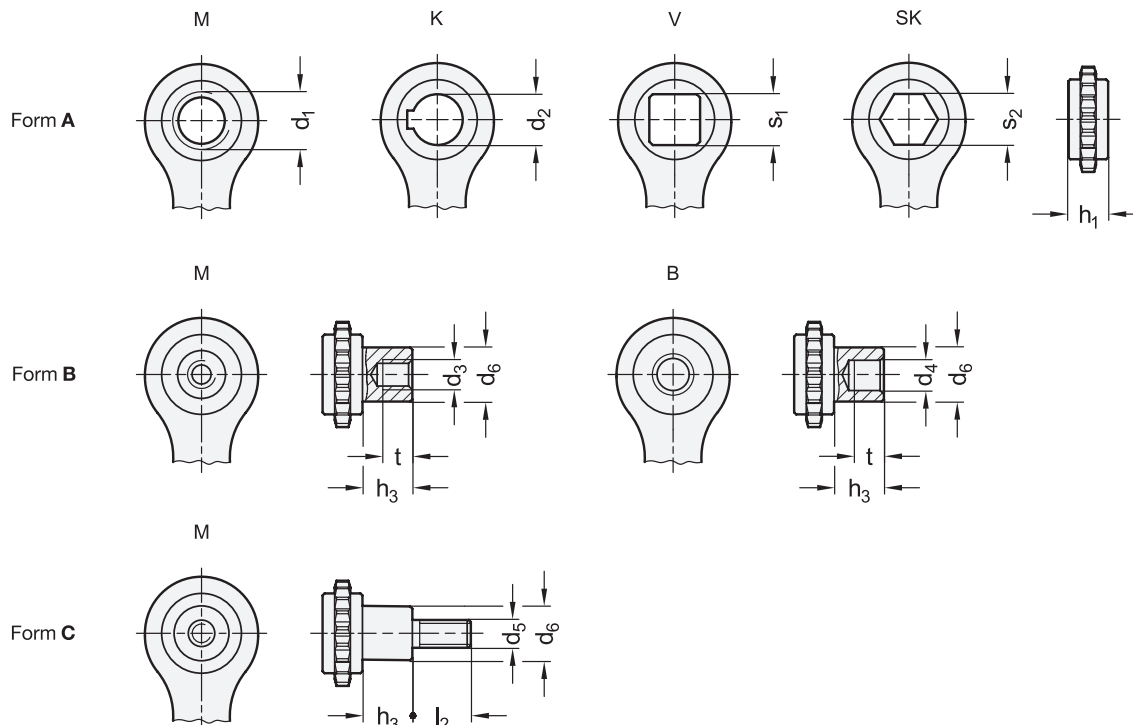 M K V SK
Form A d₁ d₂ s₁ s₂
h₁
M B
Form B d₃ d₆ d₄ d₆
t t
h₃ h₃
M
Form C d₅ d₆
h₃ l₂